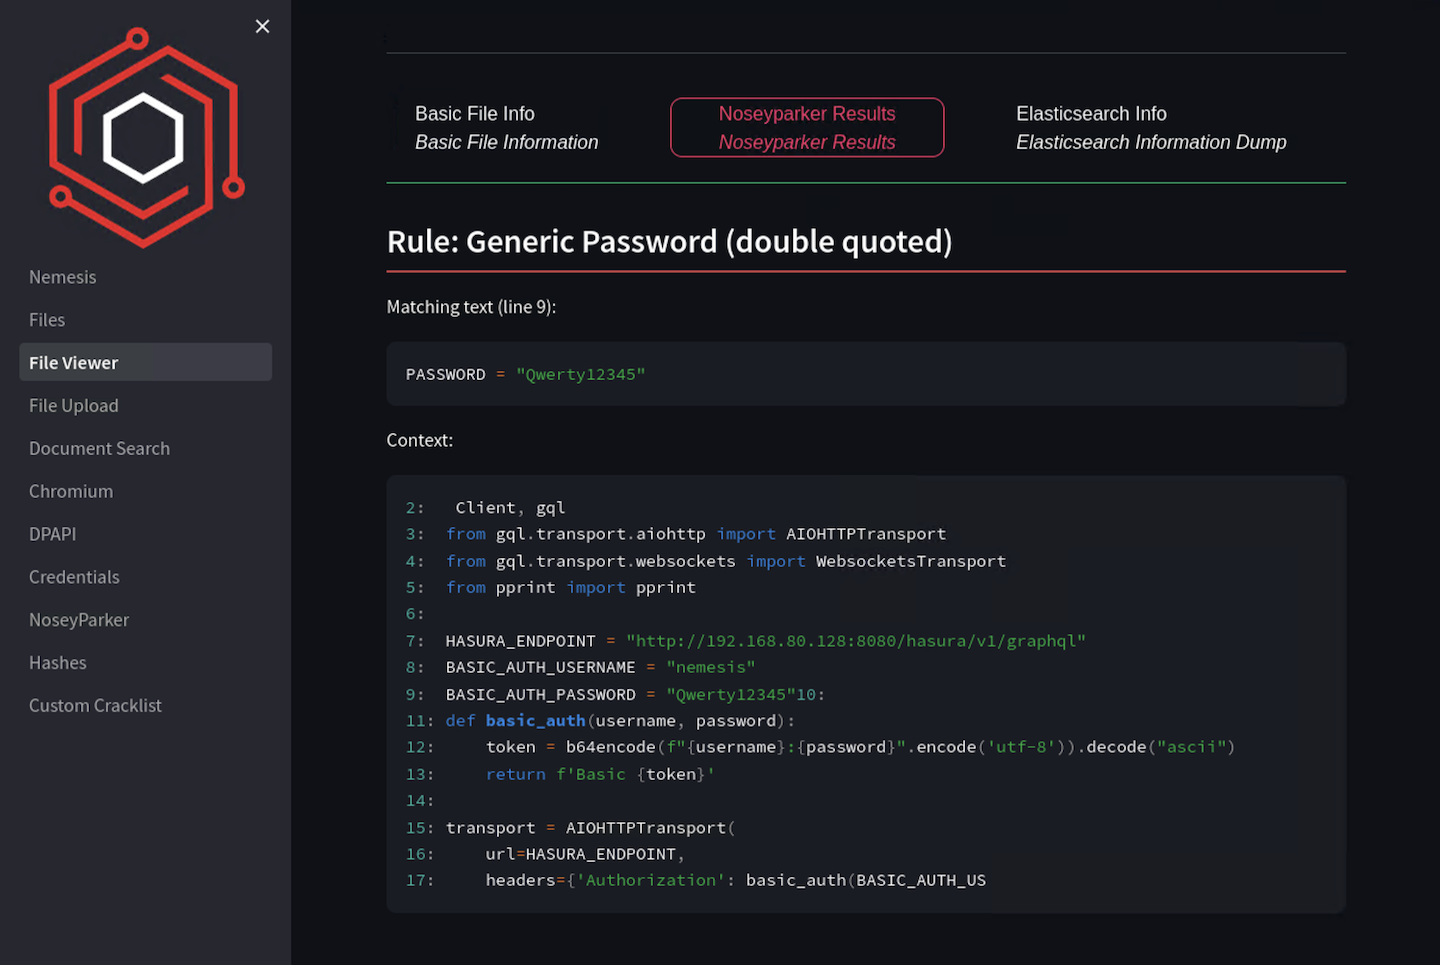 Nemesis
Files
File Viewer
File Upload
Document Search
Chromium
DPAPI
Credentials
NoseyParker
Hashes
Custom Cracklist
Basic File Info
Basic File Information
Noseyparker Results
Noseyparker Results
Elasticsearch Info
Elasticsearch Information Dump
Rule: Generic Password (double quoted)
Matching text (line 9):
PASSWORD = "Qwerty12345"
Context:
2:   Client, gql
3:  from gql.transport.aiohttp import AIOHTTPTransport
4:  from gql.transport.websockets import WebsocketsTransport
5:  from pprint import pprint
6:
7:  HASURA_ENDPOINT = "http://192.168.80.128:8080/hasura/v1/graphql"
8:  BASIC_AUTH_USERNAME = "nemesis"
9:  BASIC_AUTH_PASSWORD = "Qwerty12345"10:
11: def basic_auth(username, password):
12:     token = b64encode(f"{username}:{password}".encode('utf-8')).decode("ascii")
13:     return f'Basic {token}'
14:
15: transport = AIOHTTPTransport(
16:     url=HASURA_ENDPOINT,
17:     headers={'Authorization': basic_auth(BASIC_AUTH_US